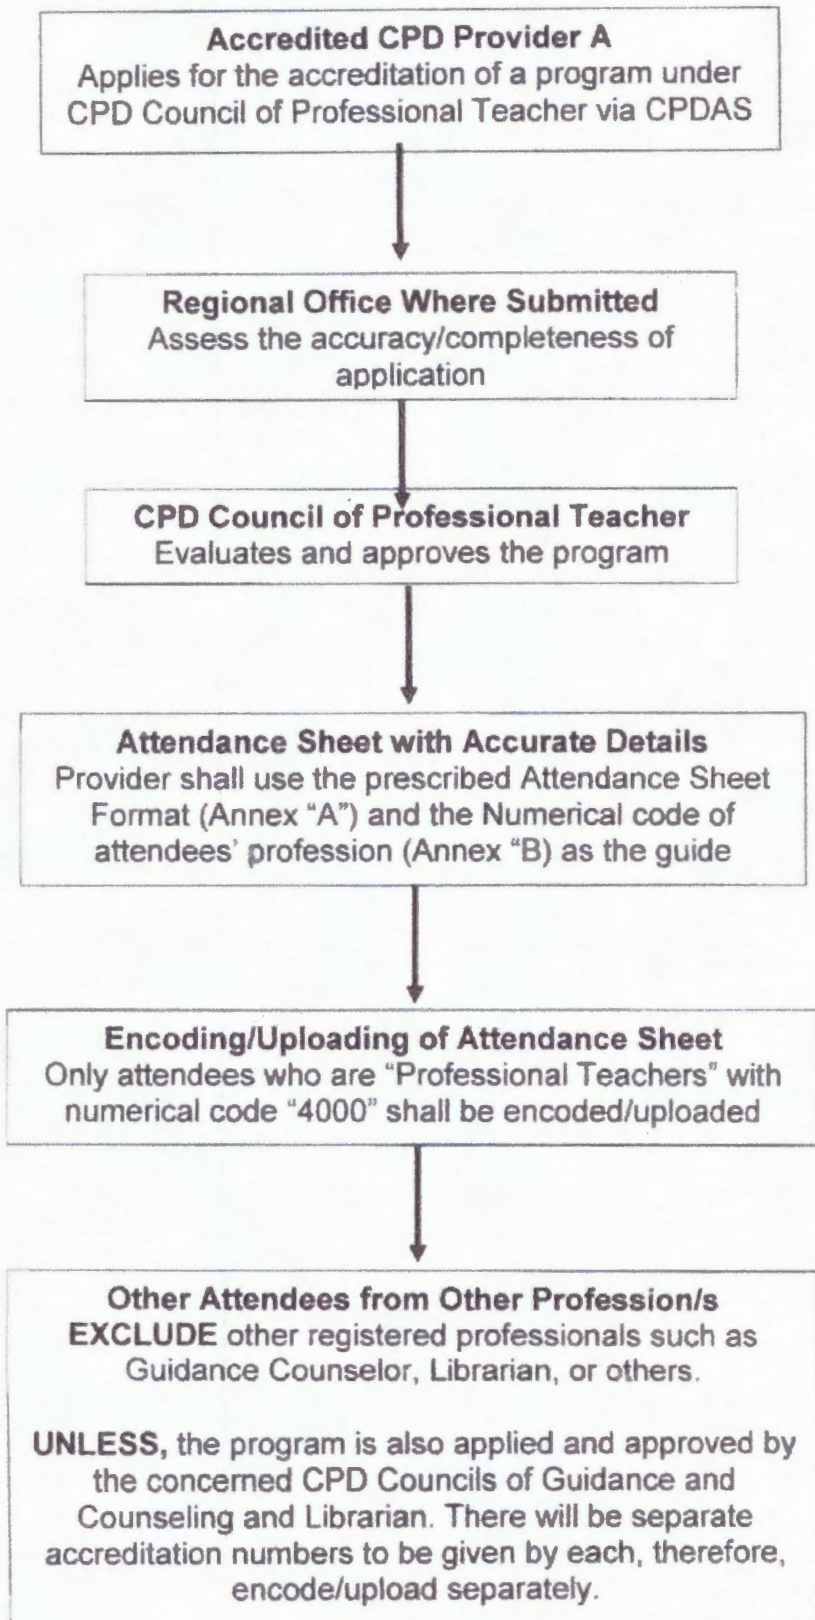 Accredited CPD Provider A
Applies for the accreditation of a program under
CPD Council of Professional Teacher via CPDAS
Regional Office Where Submitted
Assess the accuracy/completeness of
application
CPD Council of Professional Teacher
Evaluates and approves the program
Attendance Sheet with Accurate Details
Provider shall use the prescribed Attendance Sheet
Format (Annex “A”) and the Numerical code of
attendees’ profession (Annex “B) as the guide
Encoding/Uploading of Attendance Sheet
Only attendees who are “Professional Teachers” with
numerical code “4000” shall be encoded/uploaded
Other Attendees from Other Profession/s
EXCLUDE other registered professionals such as
Guidance Counselor, Librarian, or others.
UNLESS, the program is also applied and approved by
the concerned CPD Councils of Guidance and
Counseling and Librarian. There will be separate
accreditation numbers to be given by each, therefore,
encode/upload separately.